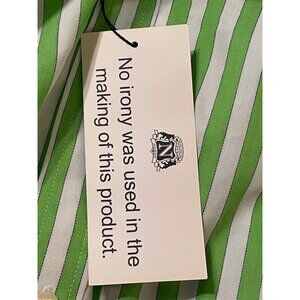 N
No irony was used in the
making of this product.